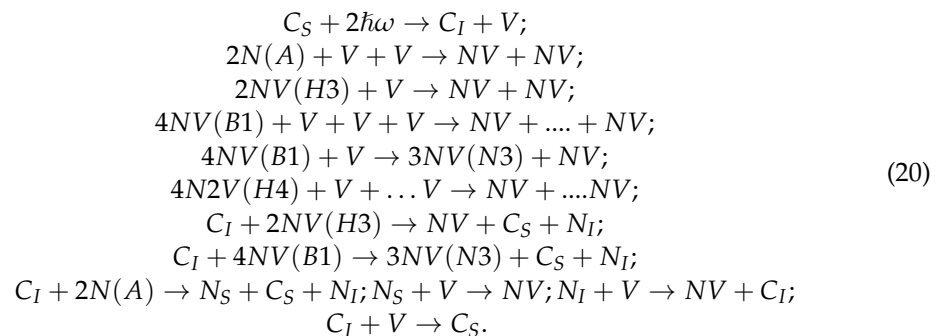 C_S + 2ℏω → C_I + V;
2N(A) + V + V → NV + NV;
2NV(H3) + V → NV + NV;
4NV(B1) + V + V + V → NV + .... + NV;
4NV(B1) + V → 3NV(N3) + NV;
4N2V(H4) + V + ... V → NV + ....NV;
C_I + 2NV(H3) → NV + C_S + N_I;
C_I + 4NV(B1) → 3NV(N3) + C_S + N_I;
C_I + 2N(A) → N_S + C_S + N_I; N_S + V → NV; N_I + V → NV + C_I;
C_I + V → C_S.
(20)